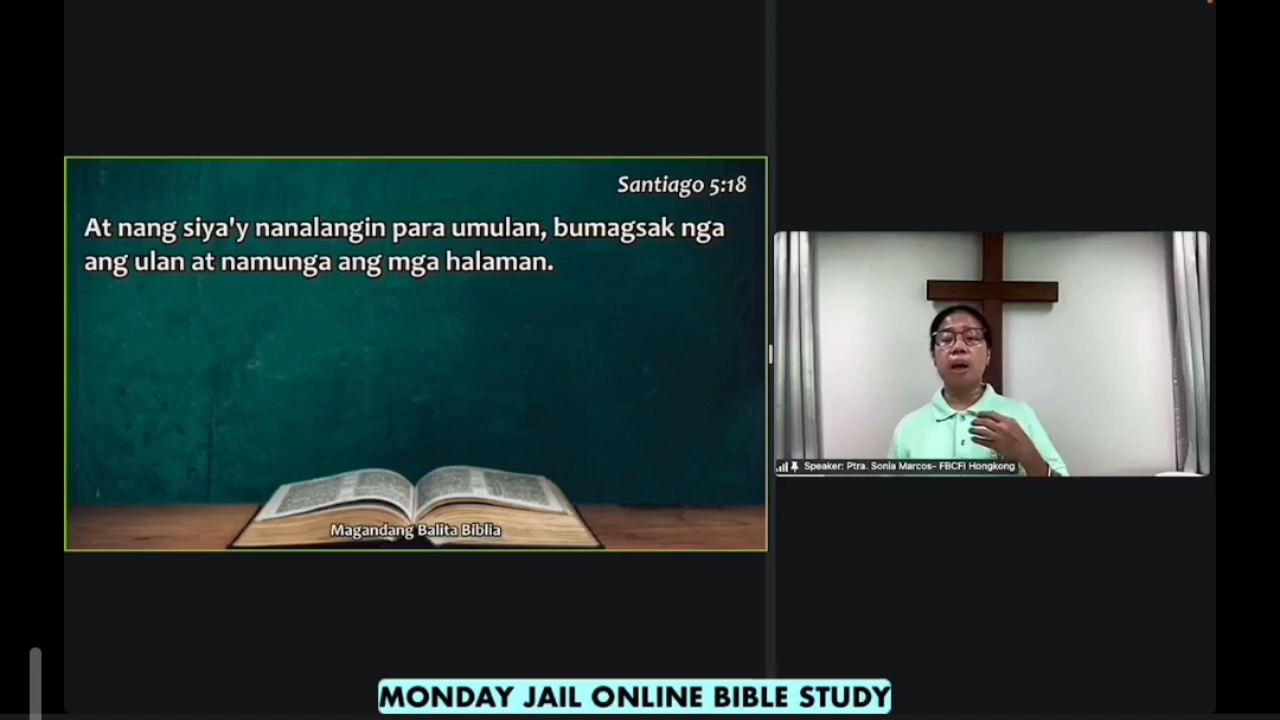 Santiago 5:18
At nang siya'y nanalangin para umulan, bumagsak nga
ang ulan at namunga ang mga halaman.
Magandang Balita Biblia
Speaker: Ptra. Sonia Marcos- FBCFI Hongkong
MONDAY JAIL ONLINE BIBLE STUDY